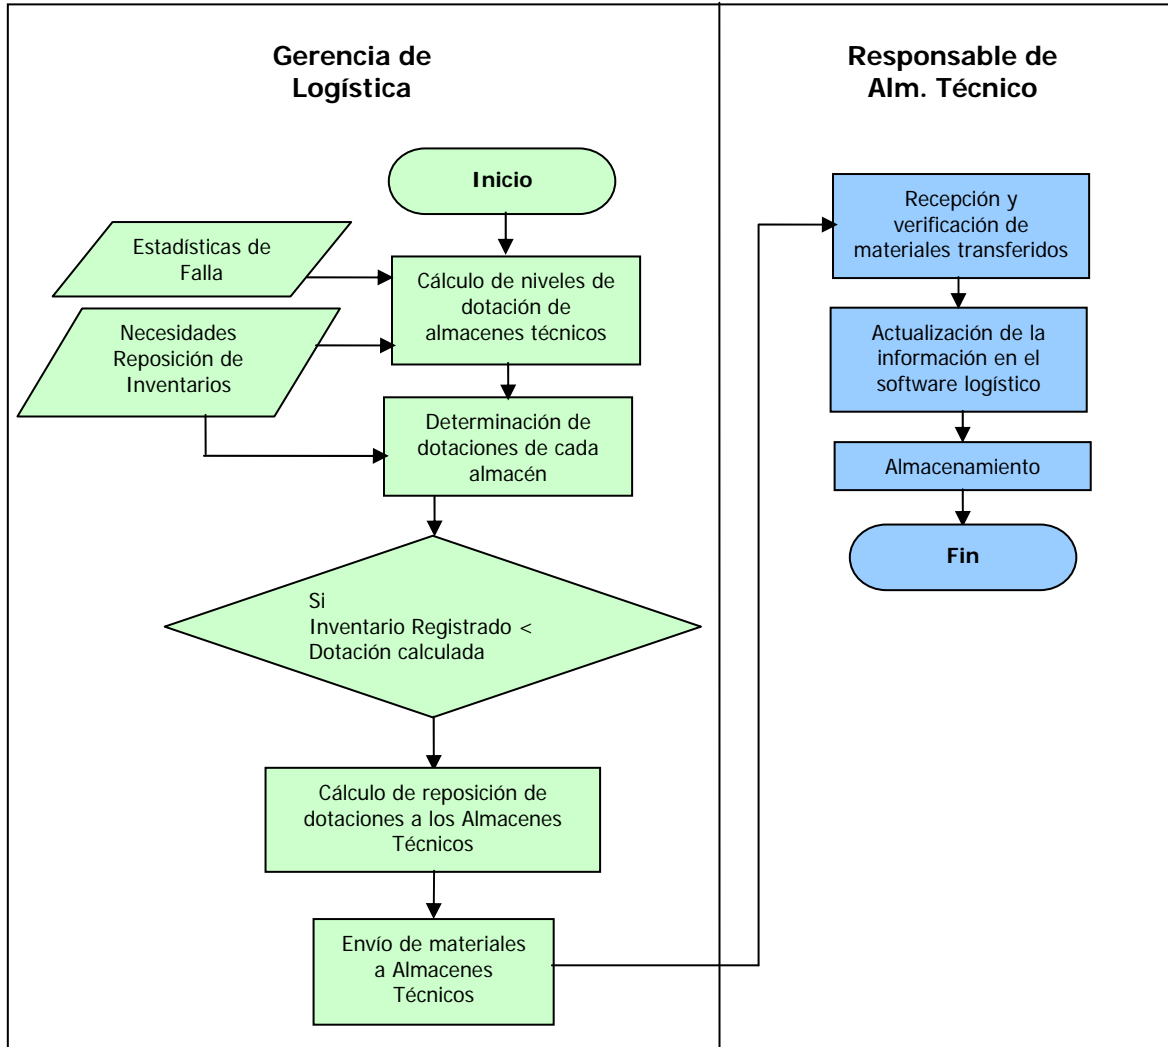 Gerencia de
Logística
Responsable de
Alm. Técnico
Inicio
Estadísticas de
Falla
Cálculo de niveles de
dotación de
almacenes técnicos
Necesidades
Reposición de
Inventarios
Determinación de
dotaciones de cada
almacén
Si
Inventario Registrado <
Dotación calculada
Cálculo de reposición de
dotaciones a los Almacenes
Técnicos
Envío de materiales
a Almacenes
Técnicos
Recepción y
verificación de
materiales transferidos
Actualización de la
información en el
software logístico
Almacenamiento
Fin